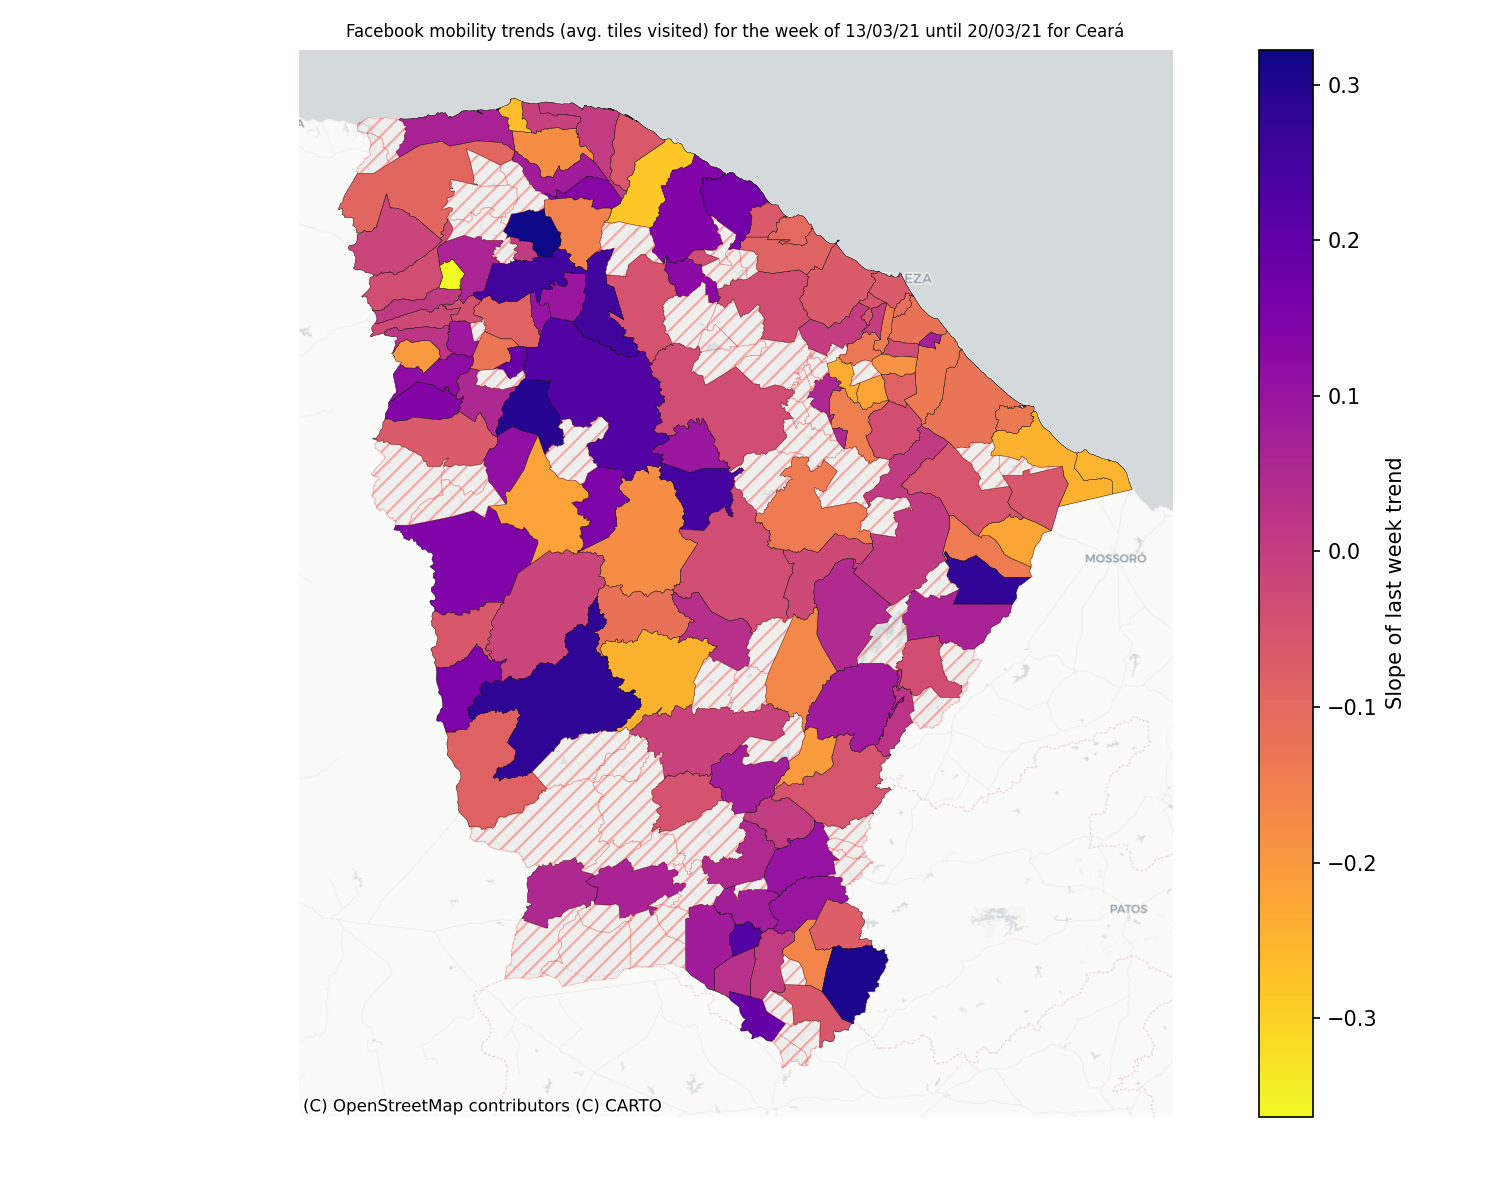 Facebook mobility trends (avg. tiles visited) for the week of 13/03/21 until 20/03/21 for Ceará
0.3
0.2
0.1
0.0
−0.1
−0.2
−0.3
Slope of last week trend
EZA
MOSSORÓ
PATOS
(C) OpenStreetMap contributors (C) CARTO